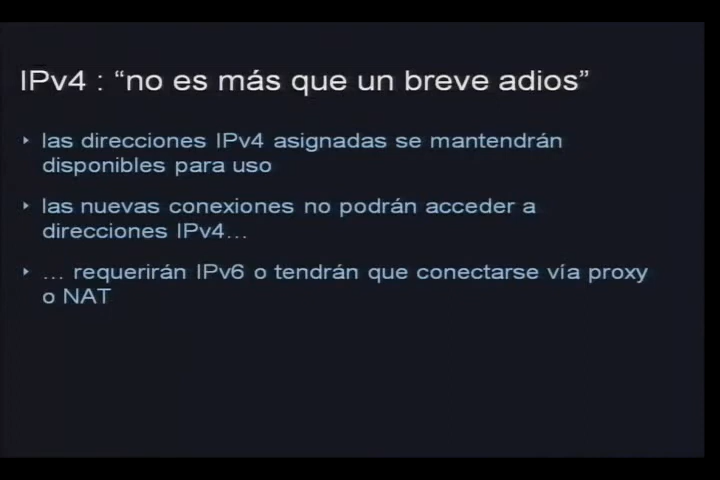 IPv4 : “no es más que un breve adios”
‣ las direcciones IPv4 asignadas se mantendrán
disponibles para uso
‣ las nuevas conexiones no podrán acceder a
direcciones IPv4…
‣ … requerirán IPv6 o tendrán que conectarse vía proxy
o NAT